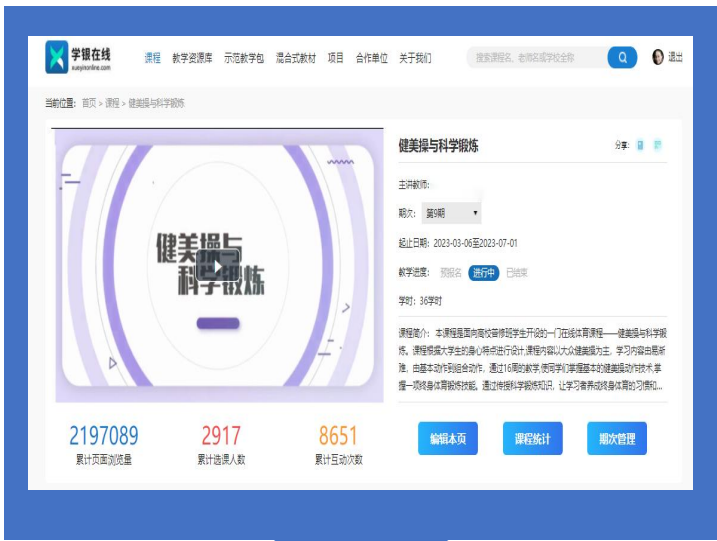 学银在线
xueyinonline.com
课程 教学资源库 示范教学包 混合式教材 项目 合作单位 关于我们
搜索课程名、老师名或学校全称
退出
当前位置: 首页 > 课程 > 健美操与科学锻炼
健美操与
科学锻炼
健美操与科学锻炼
分享:
主讲教师:
期次: 第9期
起止日期: 2023-03-06至2023-07-01
教学进度: 预报名 进行中 已结束
学时: 36学时
课程简介: 本课程是面向高校普修班学生开设的一门在线体育课程——健美操与科学锻
炼。课程根据大学生的身心特点进行设计,课程内容以大众健美操为主, 学习内容由易渐
难, 由基本动作到组合动作, 通过16周的教学,使同学们掌握基本的健美操动作技术,掌
握一项终身体育锻炼技能。通过传授科学锻炼知识, 让学习者养成终身体育的习惯和...
2197089
累计页面浏览量
2917
累计选课人数
8651
累计互动次数
编辑本页
课程统计
期次管理